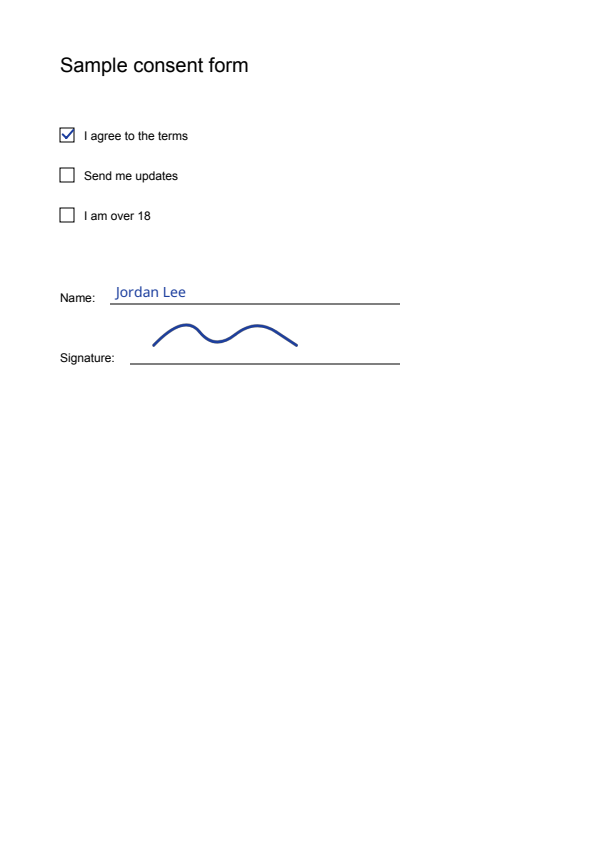 Sample consent form
I agree to the terms
Send me updates
I am over 18
Name: Jordan Lee
Signature: